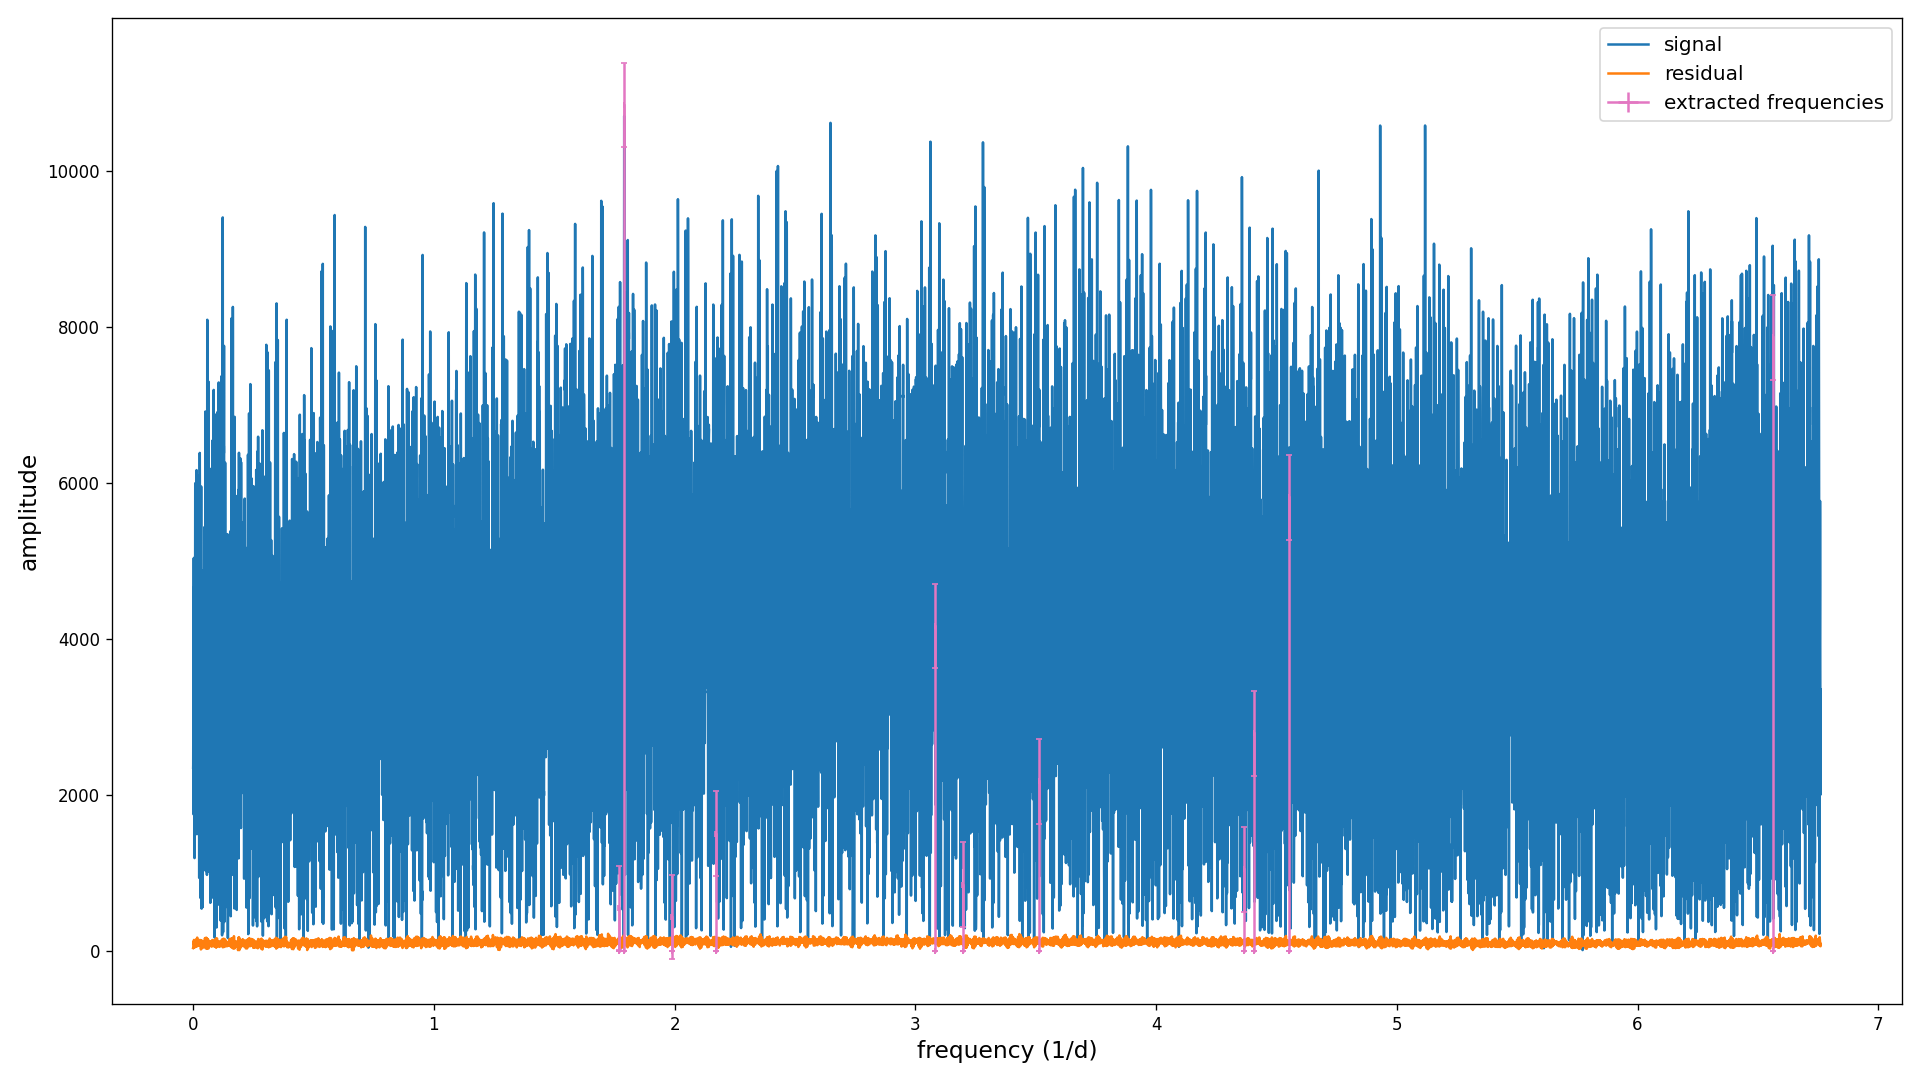 signal
residual
extracted frequencies
amplitude
10000
8000
6000
4000
2000
0
0 1 2 3 4 5 6 7
frequency (1/d)